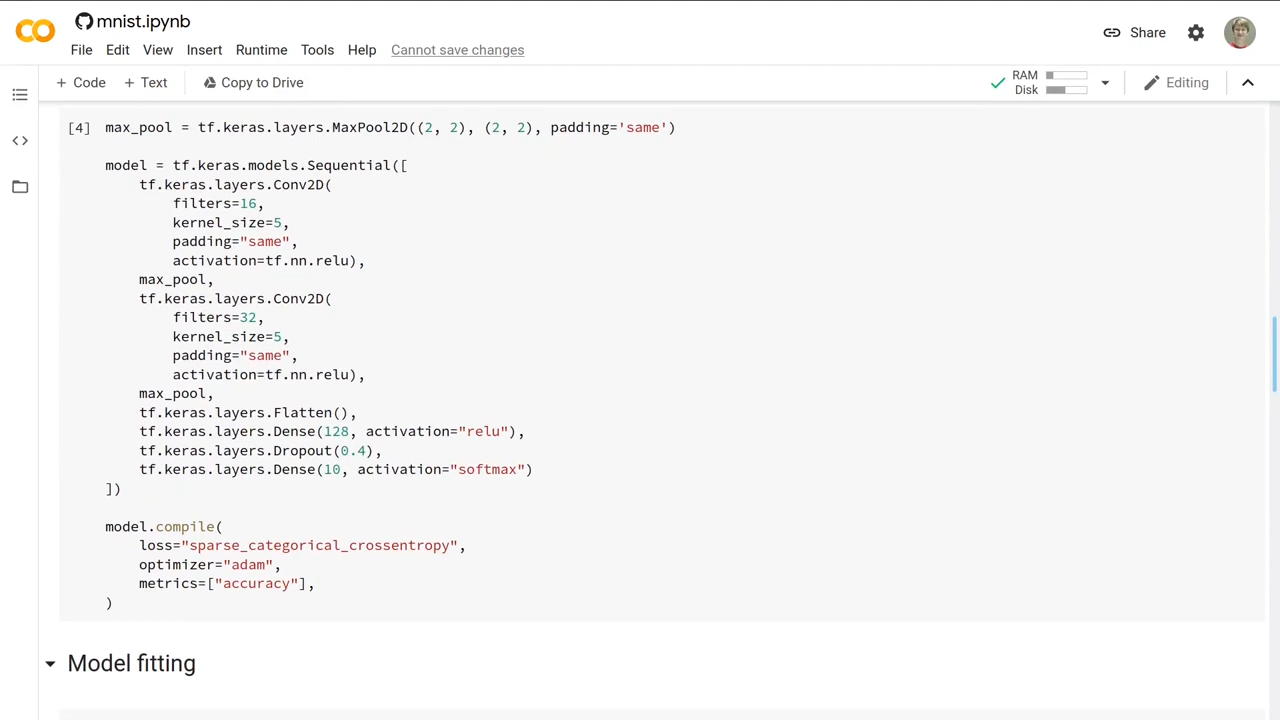 mnist.ipynb
File Edit View Insert Runtime Tools Help Cannot save changes
Share
+ Code + Text Copy to Drive
RAM
Disk
Editing
[4] max_pool = tf.keras.layers.MaxPool2D((2, 2), (2, 2), padding='same')
model = tf.keras.models.Sequential([
tf.keras.layers.Conv2D(
filters=16,
kernel_size=5,
padding="same",
activation=tf.nn.relu),
max_pool,
tf.keras.layers.Conv2D(
filters=32,
kernel_size=5,
padding="same",
activation=tf.nn.relu),
max_pool,
tf.keras.layers.Flatten(),
tf.keras.layers.Dense(128, activation="relu"),
tf.keras.layers.Dropout(0.4),
tf.keras.layers.Dense(10, activation="softmax")
])
model.compile(
loss="sparse_categorical_crossentropy",
optimizer="adam",
metrics=["accuracy"],
)
Model fitting